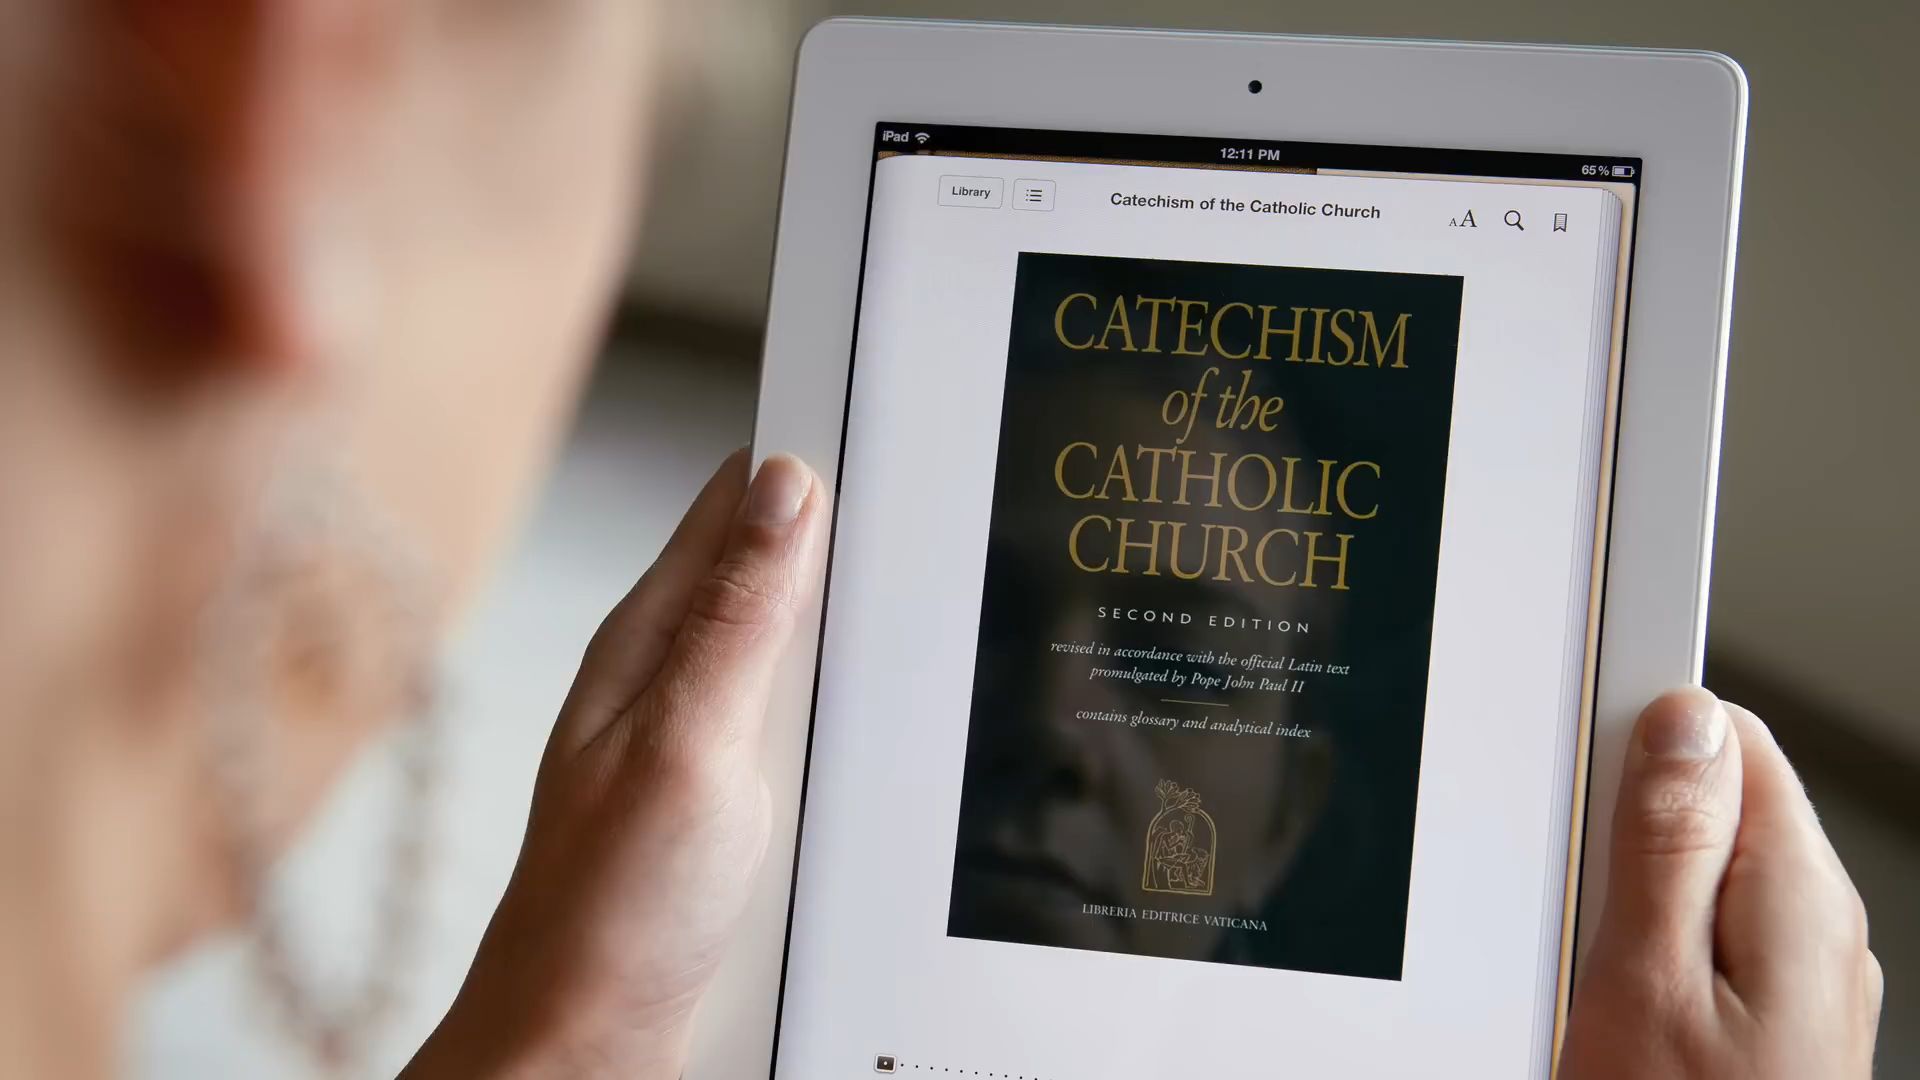 iPad
12:11 PM
65%
Library
Catechism of the Catholic Church
AA
CATECHISM
of the
CATHOLIC
CHURCH
SECOND EDITION
revised in accordance with the official Latin text
promulgated by Pope John Paul II
contains glossary and analytical index
LIBRERIA EDITRICE VATICANA